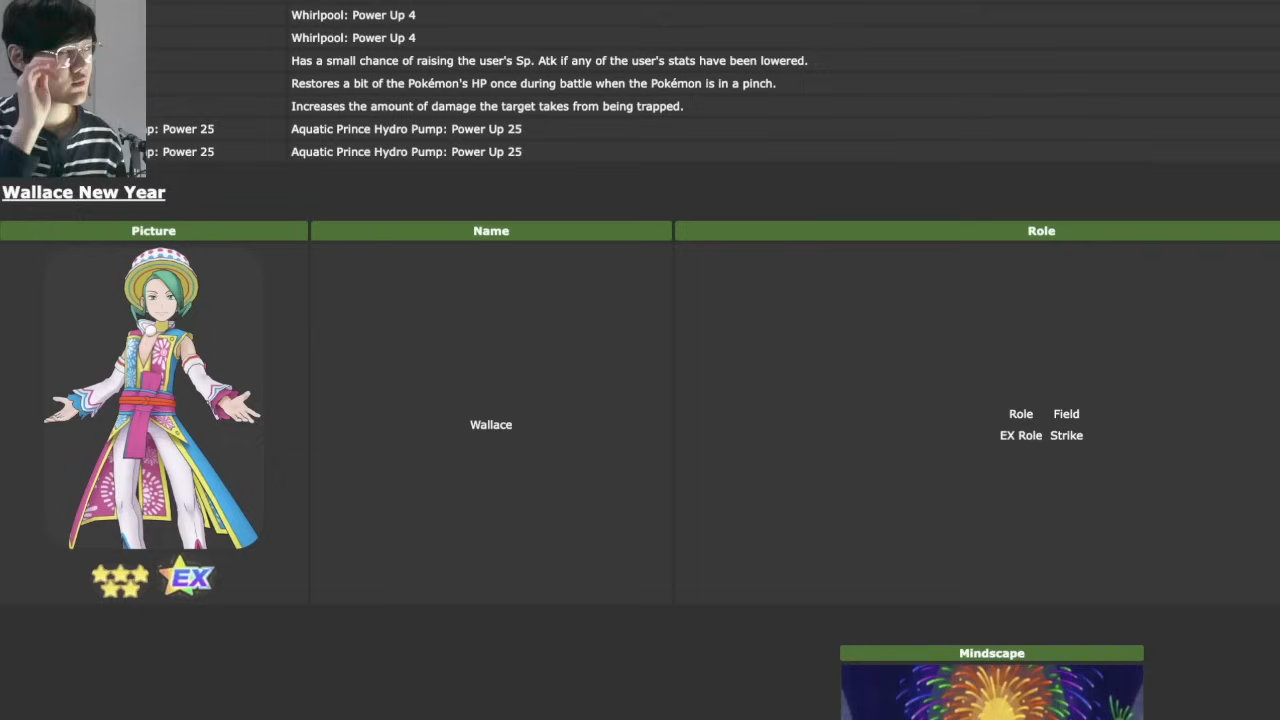 Whirlpool: Power Up 4
Whirlpool: Power Up 4
Has a small chance of raising the user's Sp. Atk if any of the user's stats have been lowered.
Restores a bit of the Pokémon's HP once during battle when the Pokémon is in a pinch.
Increases the amount of damage the target takes from being trapped.
p: Power 25 Aquatic Prince Hydro Pump: Power Up 25
p: Power 25 Aquatic Prince Hydro Pump: Power Up 25
Wallace New Year
Picture Name Role
Wallace
Role Field
EX Role Strike
EX
Mindscape